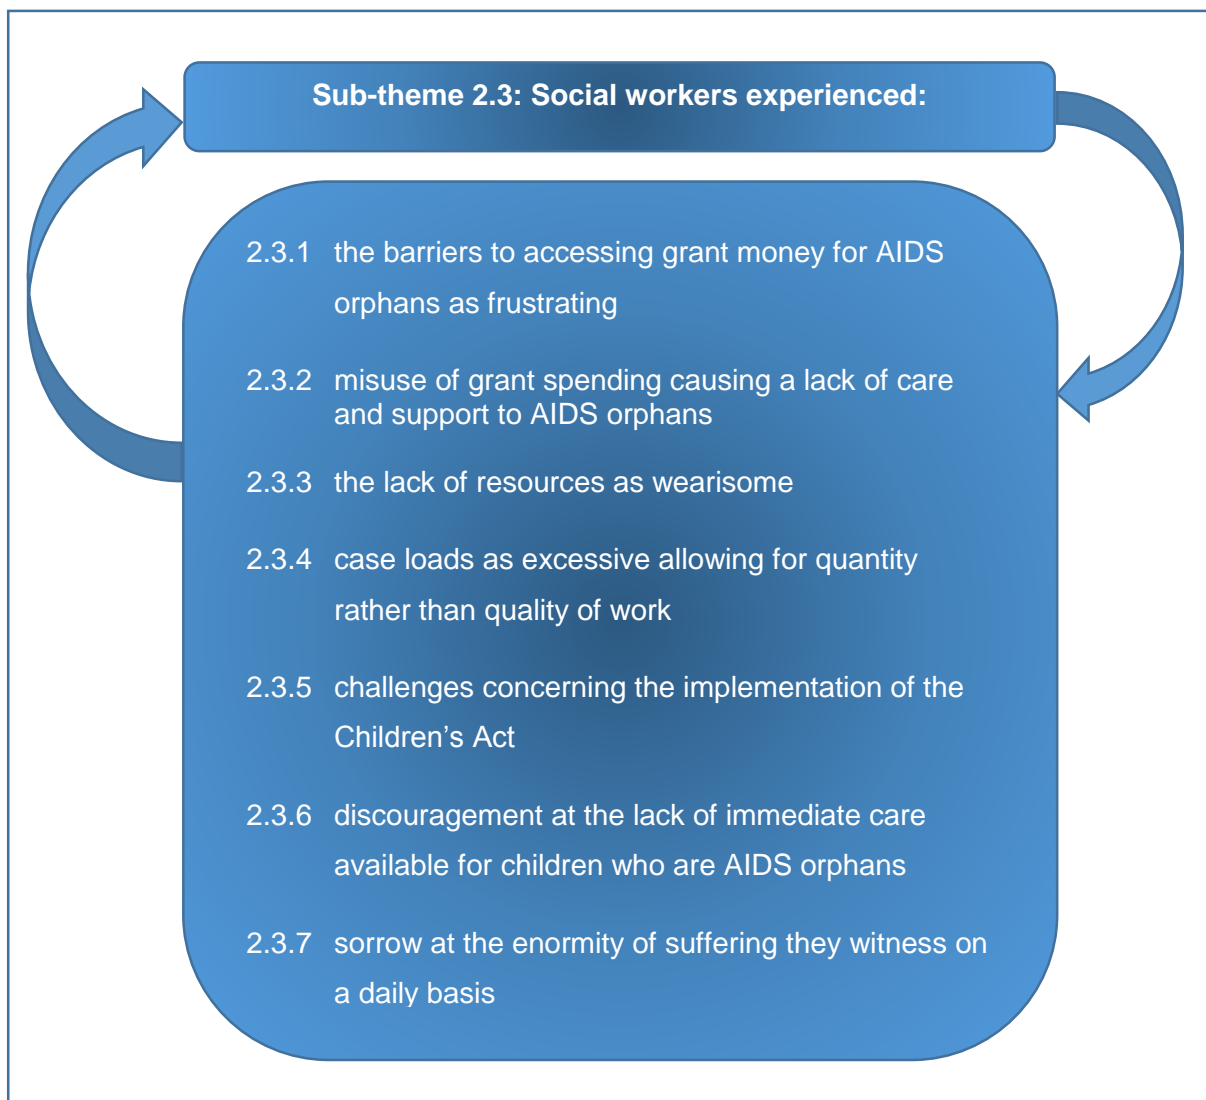 Sub-theme 2.3: Social workers experienced:
2.3.1 the barriers to accessing grant money for AIDS
orphans as frustrating
2.3.2 misuse of grant spending causing a lack of care
and support to AIDS orphans
2.3.3 the lack of resources as wearisome
2.3.4 case loads as excessive allowing for quantity
rather than quality of work
2.3.5 challenges concerning the implementation of the
Children’s Act
2.3.6 discouragement at the lack of immediate care
available for children who are AIDS orphans
2.3.7 sorrow at the enormity of suffering they witness on
a daily basis